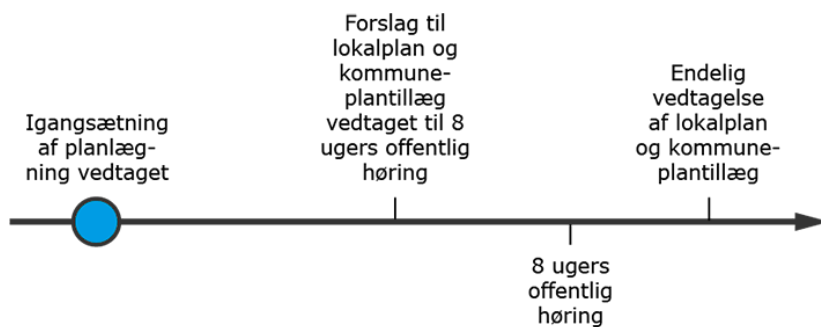 Igangsætning
af planlæg-
ning vedtaget
Forslag til
lokalplan og
kommune-
plantillæg
vedtaget til 8
ugers offentlig
høring
8 ugers
offentlig
høring
Endelig
vedtagelse
af lokalplan
og kommune-
plantillæg